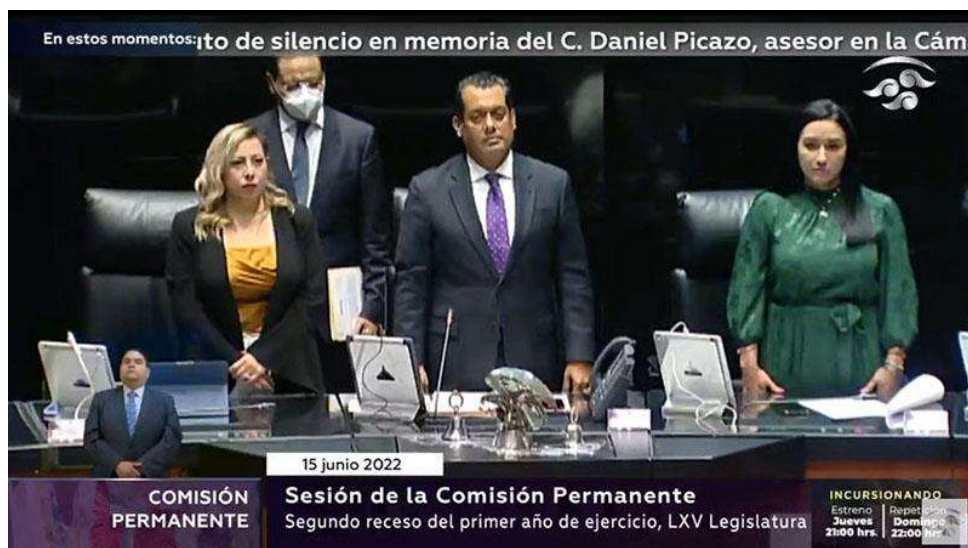 En estos momentos:
to de silencio en memoria del C. Daniel Picazo, asesor en la Cám
15 junio 2022
COMISIÓN
PERMANENTE
Sesión de la Comisión Permanente
Segundo receso del primer año de ejercicio, LXV Legislatura
INCURSIONANDO
Estreno
Jueves
21:00 hrs.
Repetición
Domingo
22:00 hrs.